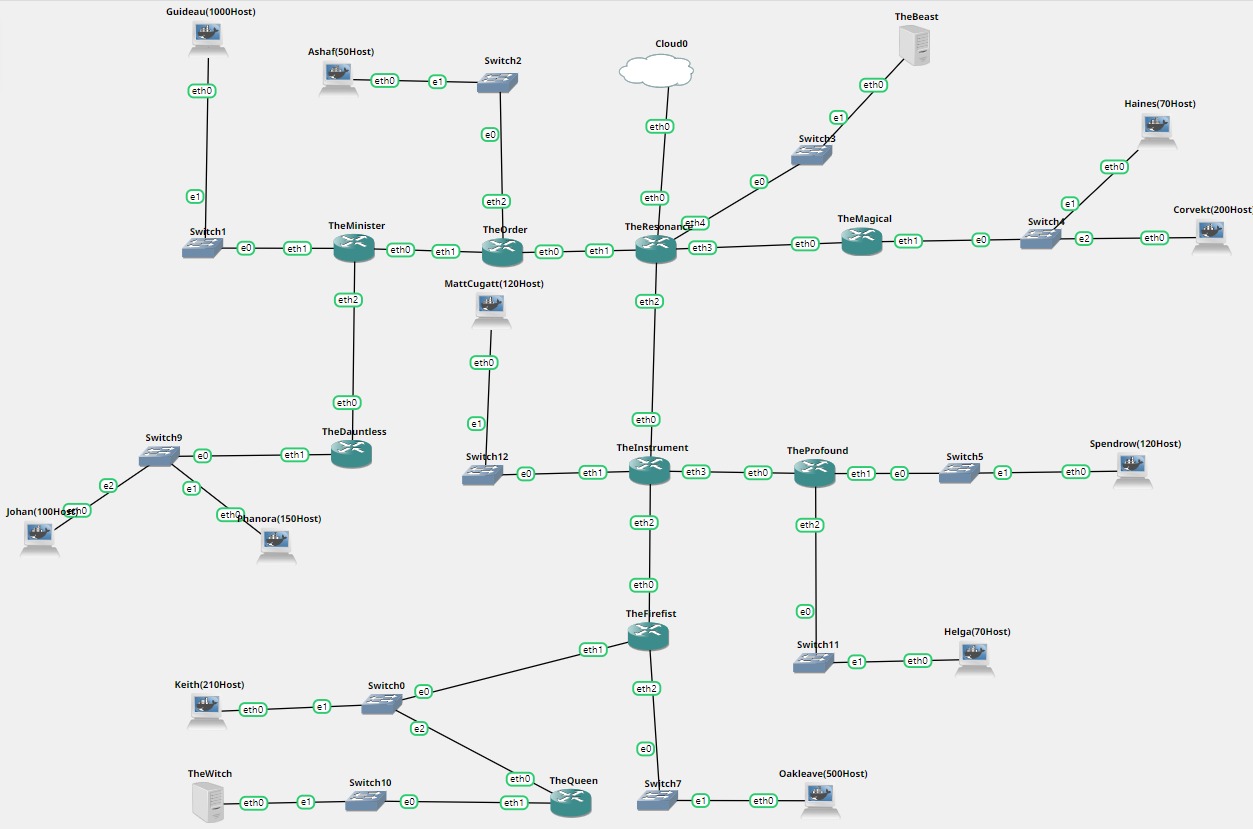 Guideau(1000Host)
TheBeast
Cloud0
Ashaf(50Host)
Switch2
eth0
e1
eth0
eth0
e1
Haines(70Host)
e1
eth0
e0
Switch3
eth0
e0
e1
eth0
eth2
e1
Corvekt(200Host
eth4
Switch1
TheMinister
TheOrder
TheResonance
TheMagical
Switch4
e0
eth1
eth0
eth1
eth0
eth1
eth3
eth0
eth1
e0
e2
eth0
MattCugatt(120Host)
eth2
eth2
eth0
eth0
eth0
e1
Switch9
TheDauntless
Switch12
TheInstrument
TheProfound
Switch5
Spendrow(120Host)
e0
eth1
e0
eth1
eth3
eth0
eth1
e0
e1
eth0
e2
e1
Johan(100Host)
eth0
eth0
Phanora(150Host)
eth2
eth2
eth0
e0
TheFirefist
Switch11
Helga(70Host)
eth1
e1
eth0
Keith(210Host)
Switch0
e0
eth2
eth0
e1
e2
e0
TheWitch
Switch10
eth0
TheQueen
Switch7
Oakleave(500Host)
eth0
e1
e0
eth1
e1
eth0